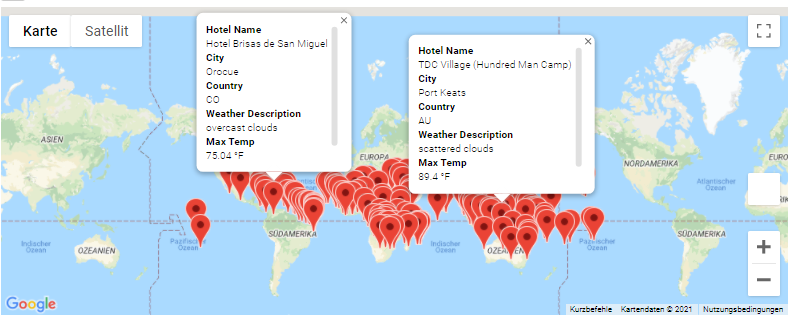 Karte
Satellit
Hotel Name
Hotel Brisas de San Miguel
City
Orocue
Country
CO
Weather Description
overcast clouds
Max Temp
75.04 °F
Hotel Name
TDC Village (Hundred Man Camp)
City
Port Keats
Country
AU
Weather Description
scattered clouds
Max Temp
89.4 °F
ASIEN
EUROPA
NORDAMERIKA
Atlantischer
Ozean
Indischer
Ozean
OZEANIEN
Pazifischer
Ozean
SÜDAMERIKA
AFRIKA
Indischer
Ozean
OZEANIEN
Pazifischer
Ozean
SÜDAMERIKA
+
−
Google
Kurzbefehle
Kartendaten © 2021
Nutzungsbedingungen